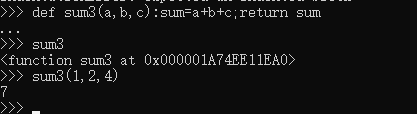 >>> def sum3(a,b,c):sum=a+b+c;return sum
...
>>> sum3
<function sum3 at 0x000001A74EE11EA0>
>>> sum3(1,2,4)
7
>>>